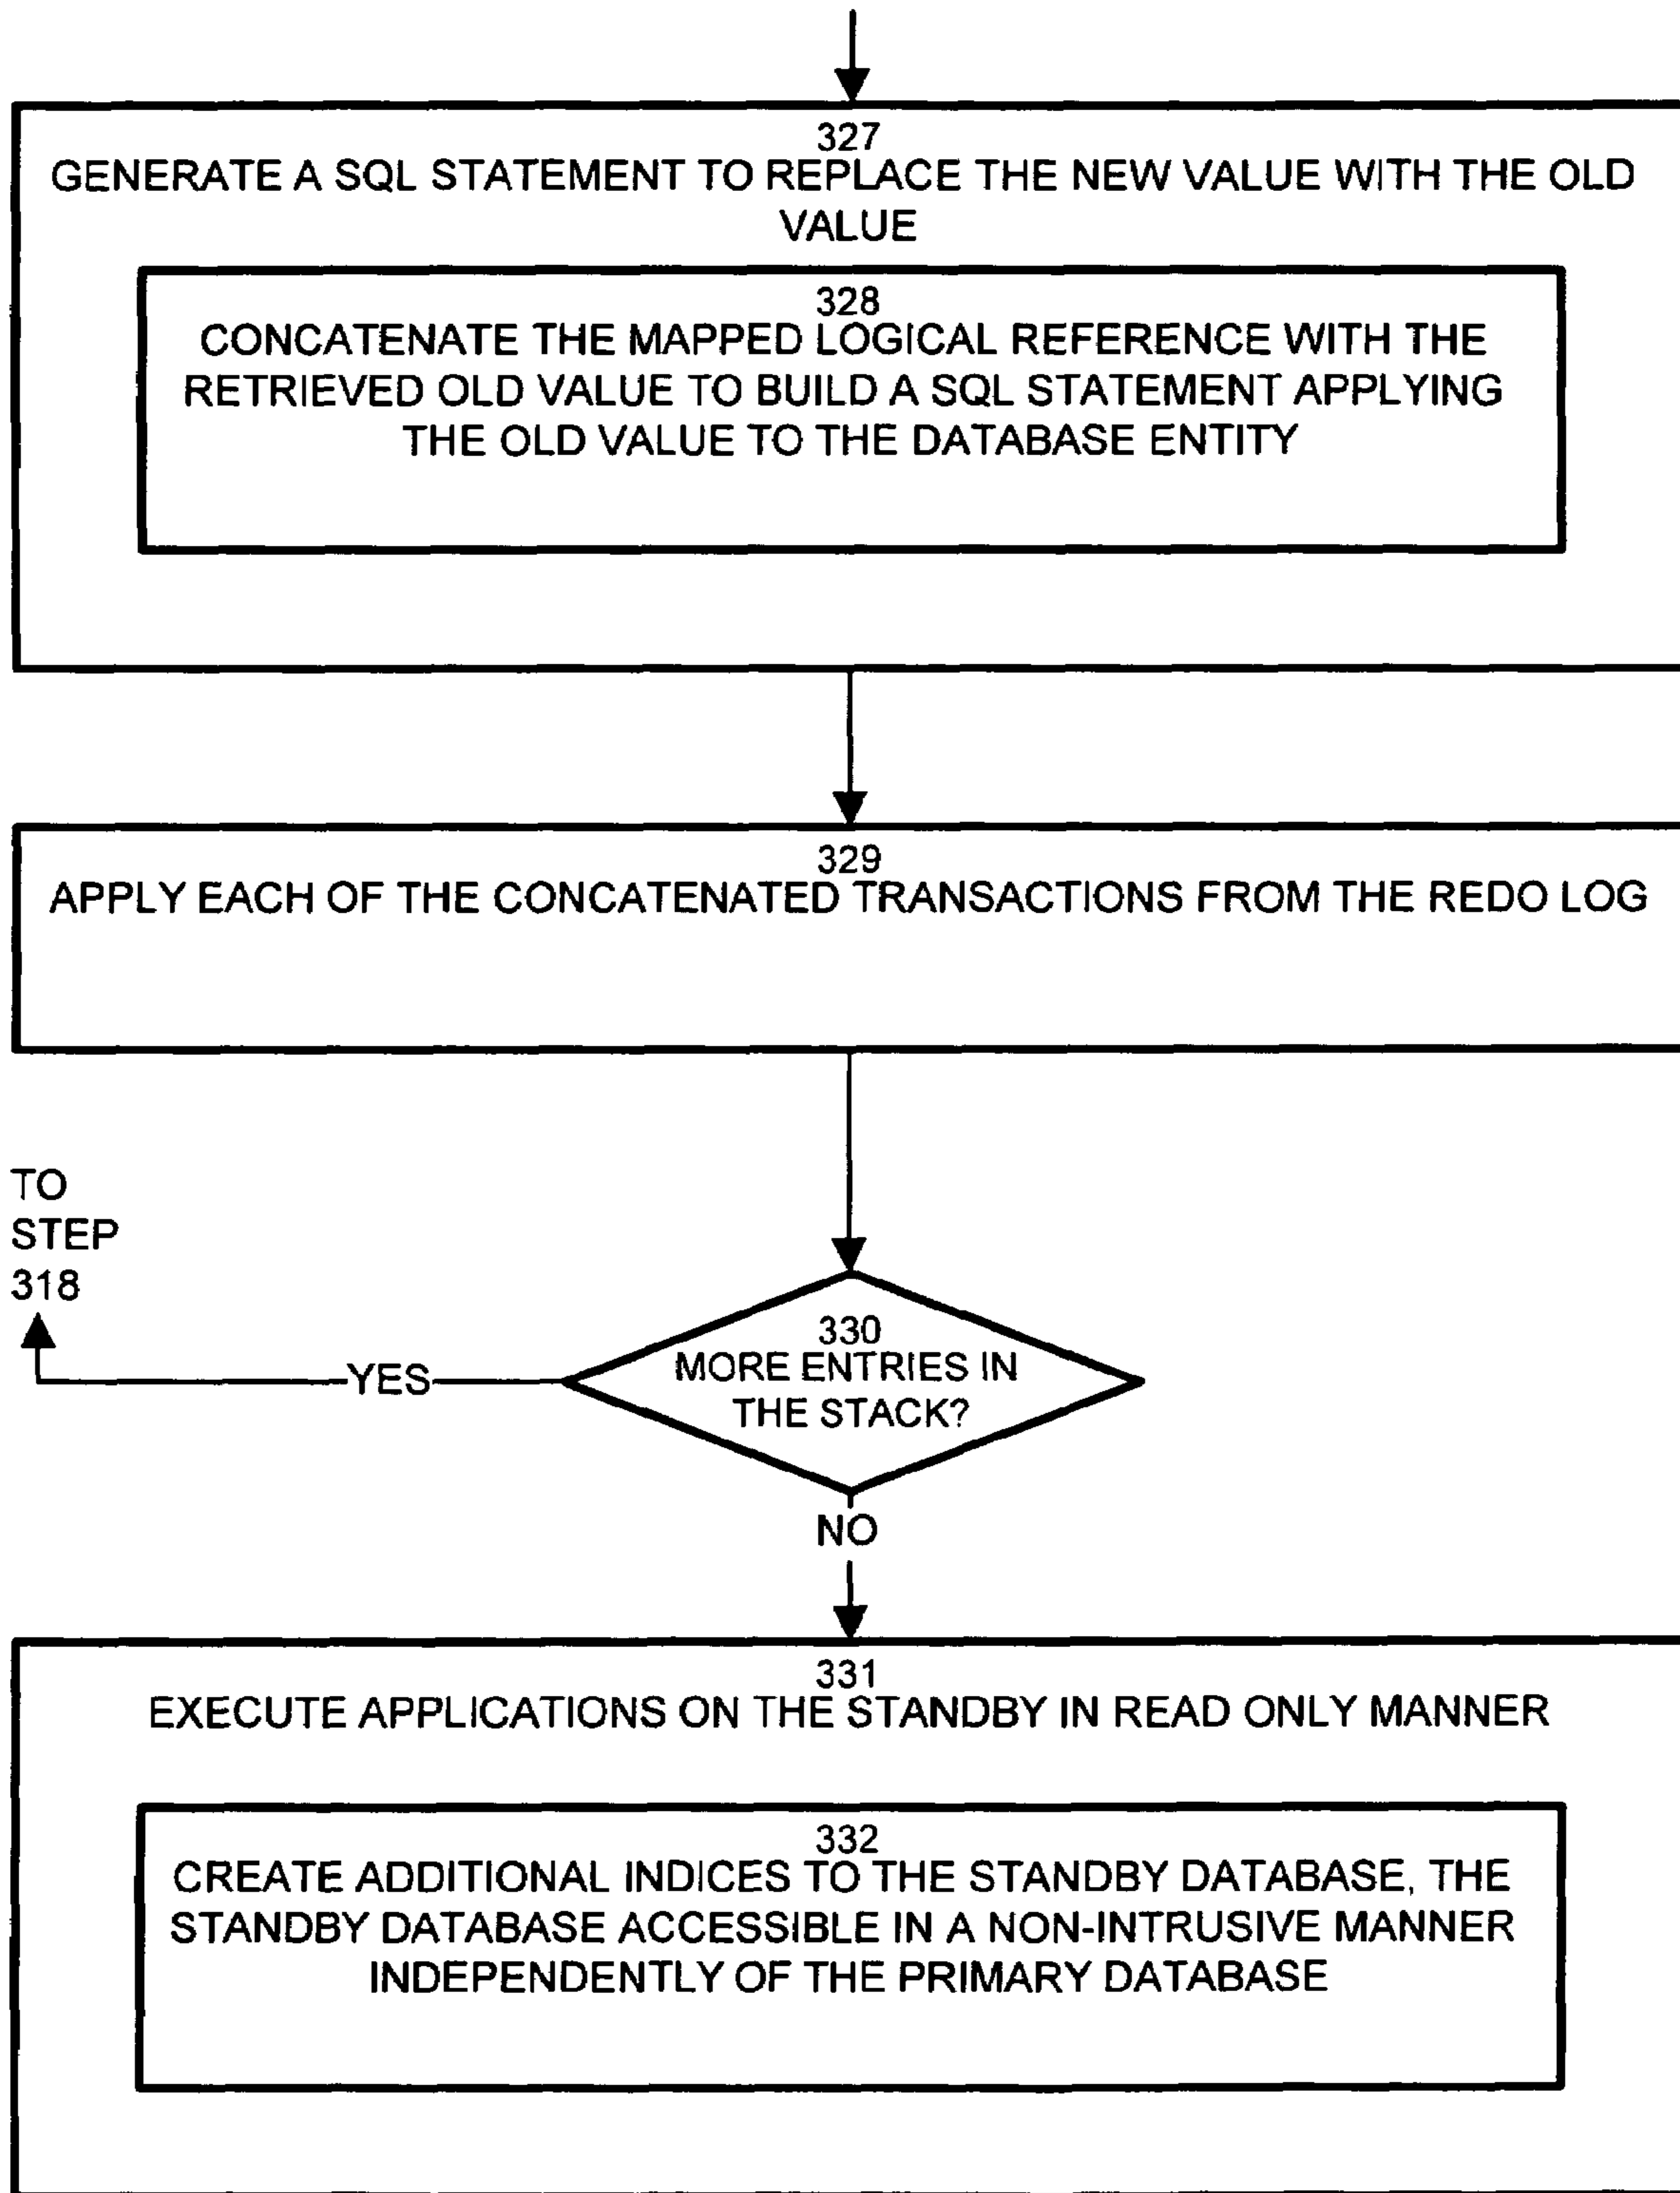 327
GENERATE A SQL STATEMENT TO REPLACE THE NEW VALUE WITH THE OLD
VALUE
328
CONCATENATE THE MAPPED LOGICAL REFERENCE WITH THE
RETRIEVED OLD VALUE TO BUILD A SQL STATEMENT APPLYING
THE OLD VALUE TO THE DATABASE ENTITY
329
APPLY EACH OF THE CONCATENATED TRANSACTIONS FROM THE REDO LOG
TO
STEP
318
330
MORE ENTRIES IN
THE STACK?
YES
NO
331
EXECUTE APPLICATIONS ON THE STANDBY IN READ ONLY MANNER
332
CREATE ADDITIONAL INDICES TO THE STANDBY DATABASE, THE
STANDBY DATABASE ACCESSIBLE IN A NON-INTRUSIVE MANNER
INDEPENDENTLY OF THE PRIMARY DATABASE